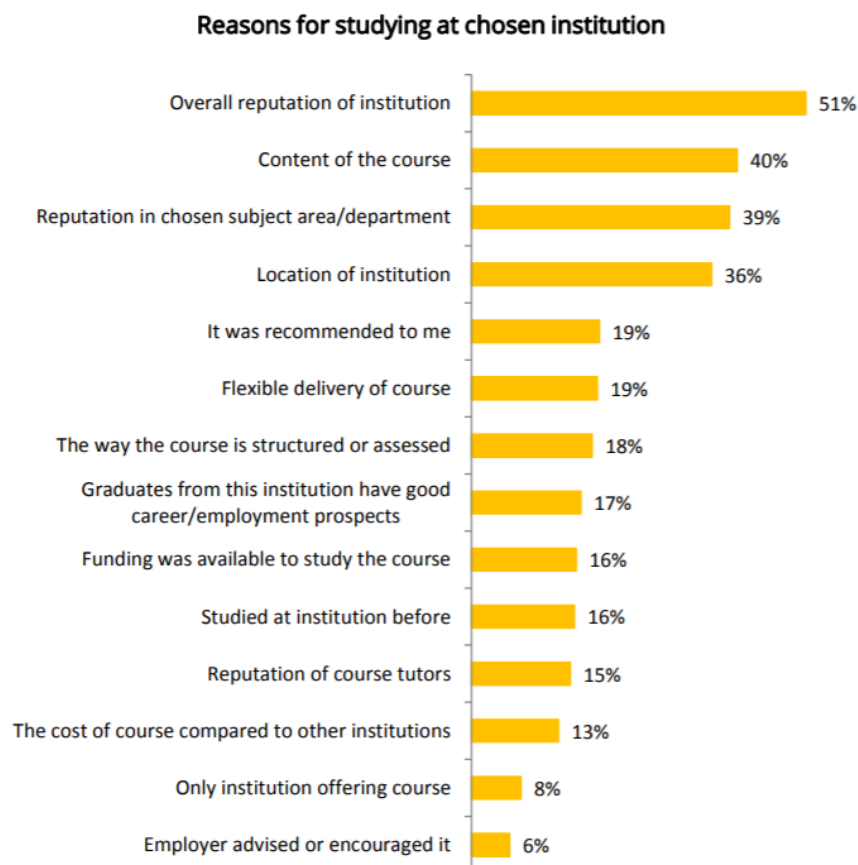 Reasons for studying at chosen institution
Overall reputation of institution 51%
Content of the course 40%
Reputation in chosen subject area/department 39%
Location of institution 36%
It was recommended to me 19%
Flexible delivery of course 19%
The way the course is structured or assessed 18%
Graduates from this institution have good
career/employment prospects 17%
Funding was available to study the course 16%
Studied at institution before 16%
Reputation of course tutors 15%
The cost of course compared to other institutions 13%
Only institution offering course 8%
Employer advised or encouraged it 6%